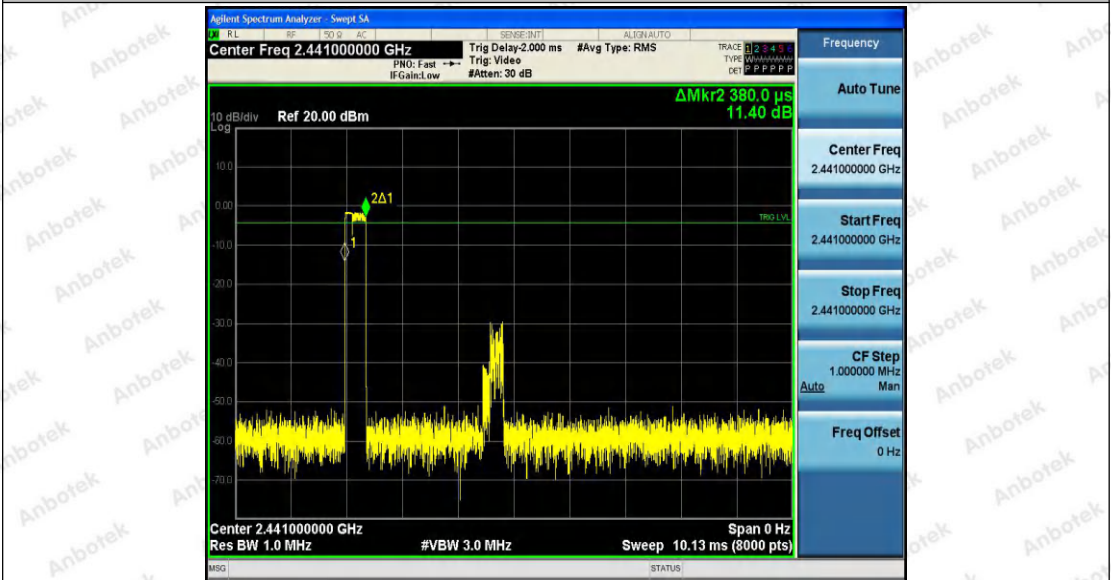 Agilent Spectrum Analyzer - Swept SA
RL RF 50 Ω AC SENSE:INT ALIGNAUTO
Center Freq 2.441000000 GHz
PNO: Fast
IFGain:Low
Trig Delay-2.000 ms
Trig: Video
#Atten: 30 dB
#Avg Type: RMS
TRACE 1 2 3 4 5 6
TYPE
DET P P P P P P
Frequency
ΔMkr2 380.0 µs
11.40 dB
10 dB/div
Log
Ref 20.00 dBm
10.0
0.00
-10.0
-20.0
-30.0
-40.0
-50.0
-60.0
-70.0
2Δ1
1
TRIG LVL
Center 2.441000000 GHz
Span 0 Hz
Res BW 1.0 MHz
#VBW 3.0 MHz
Sweep 10.13 ms (8000 pts)
MSG
STATUS
Auto Tune
Center Freq
2.441000000 GHz
Start Freq
2.441000000 GHz
Stop Freq
2.441000000 GHz
CF Step
1.000000 MHz
Auto Man
Freq Offset
0 Hz
Anbotek